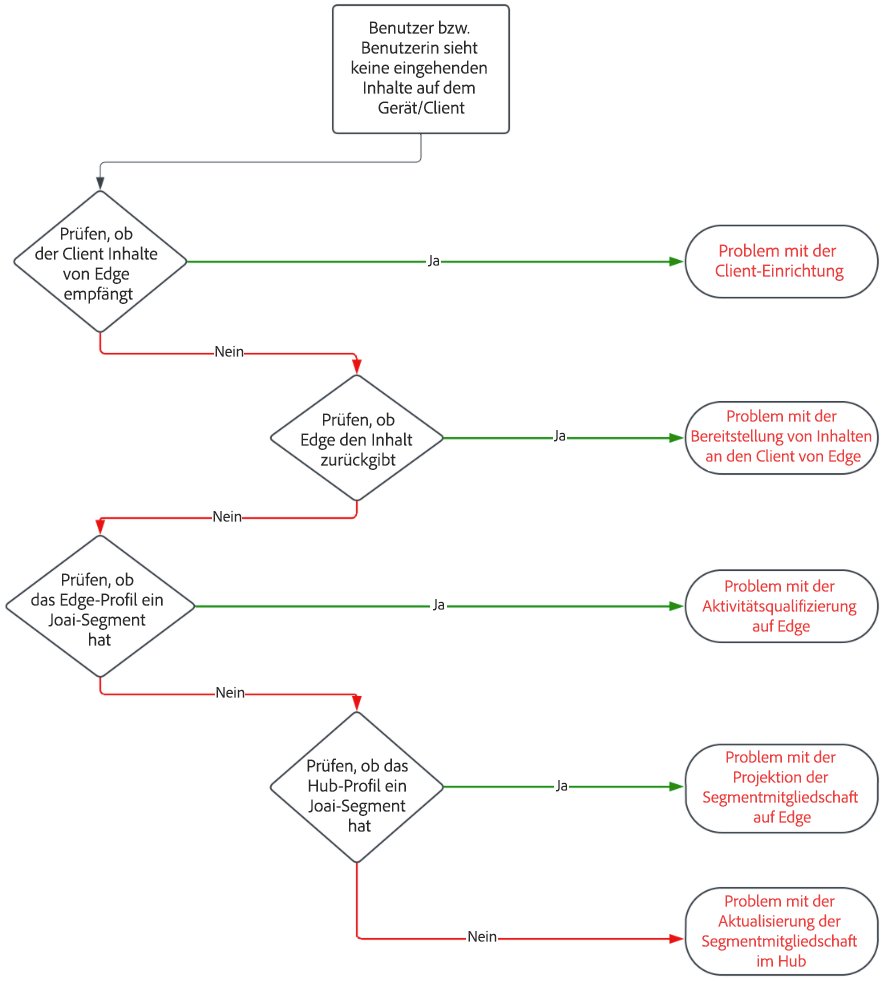 Benutzer bzw.
Benutzerin sieht
keine eingehenden
Inhalte auf dem
Gerät/Client
Prüfen, ob
der Client Inhalte
von Edge
empfängt
Ja
Problem mit der
Client-Einrichtung
Nein
Prüfen, ob
Edge den Inhalt
zurückgibt
Ja
Problem mit der
Bereitstellung von Inhalten
an den Client von Edge
Nein
Prüfen, ob
das Edge-Profil ein
Joai-Segment
hat
Ja
Problem mit der
Aktivitätsqualifizierung
auf Edge
Nein
Prüfen, ob das
Hub-Profil ein
Joai-Segment
hat
Ja
Problem mit der
Projektion der
Segmentmitgliedschaft
auf Edge
Nein
Problem mit der
Aktualisierung der
Segmentmitgliedschaft
im Hub